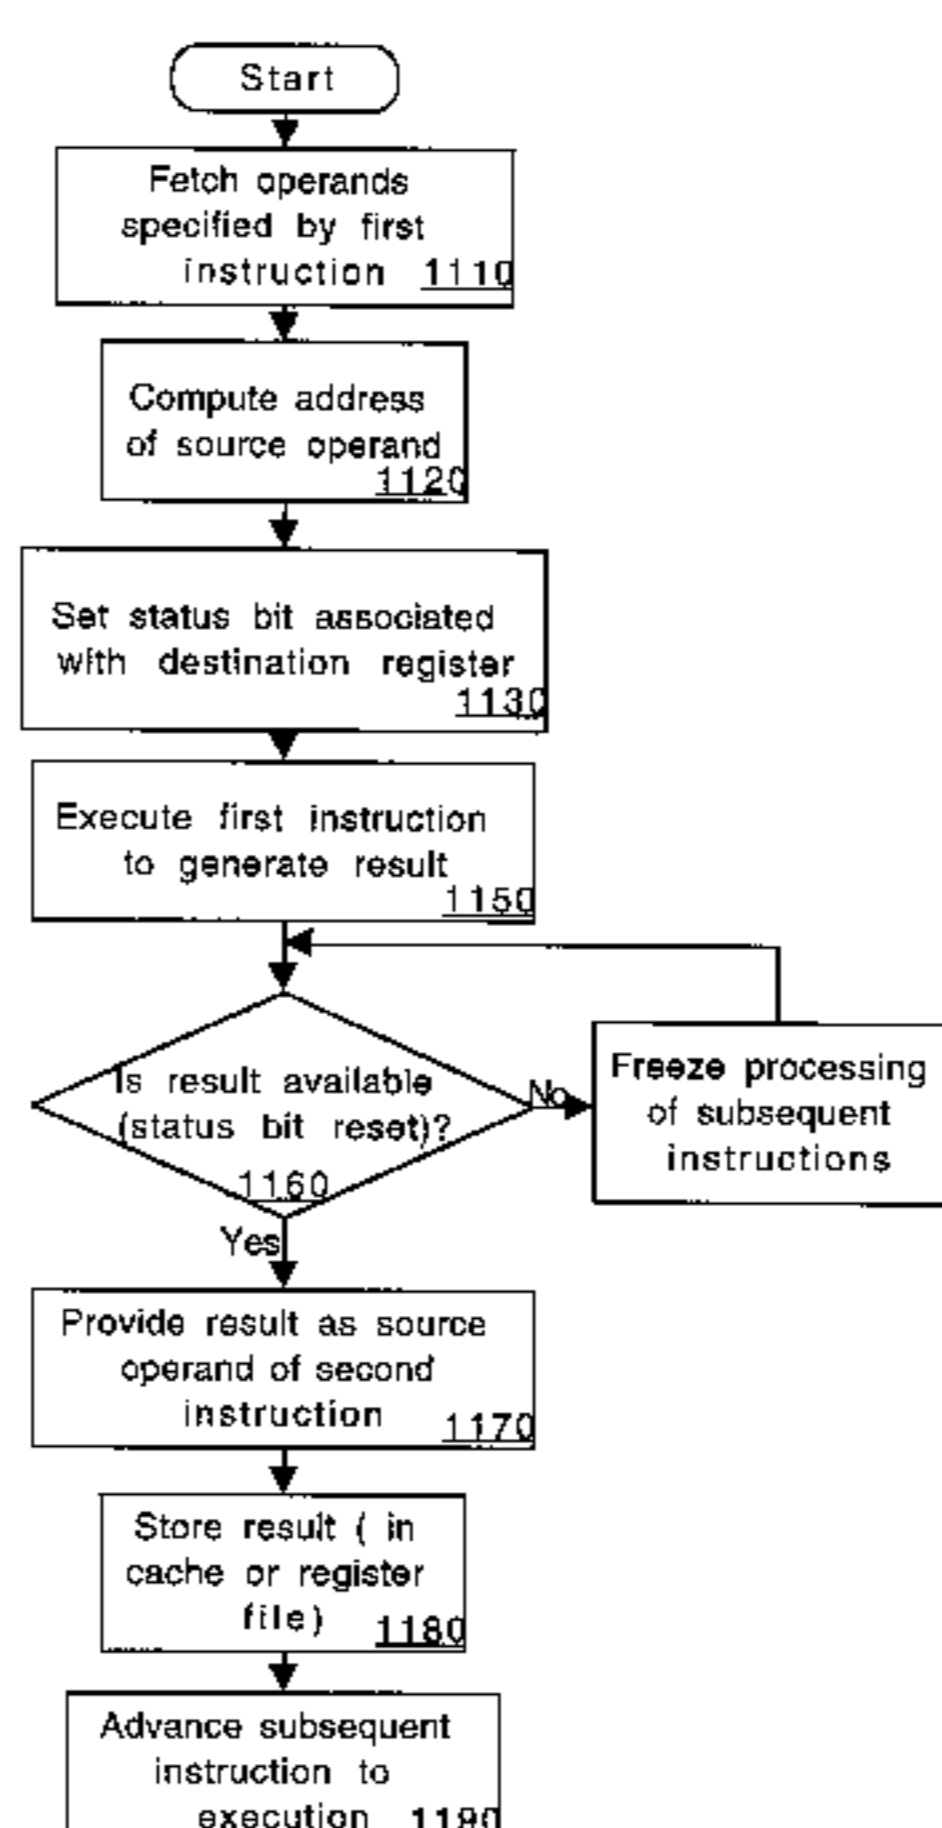 Start
Fetch operands
specified by first
instruction 1110
Compute address
of source operand
1120
Set status bit associated
with destination register
1130
Execute first instruction
to generate result
1150
Is result available
(status bit reset)?
1160
No
Freeze processing
of subsequent
instructions
Yes
Provide result as source
operand of second
instruction 1170
Store result ( in
cache or register
file) 1180
Advance subsequent
instruction to
execution 1190